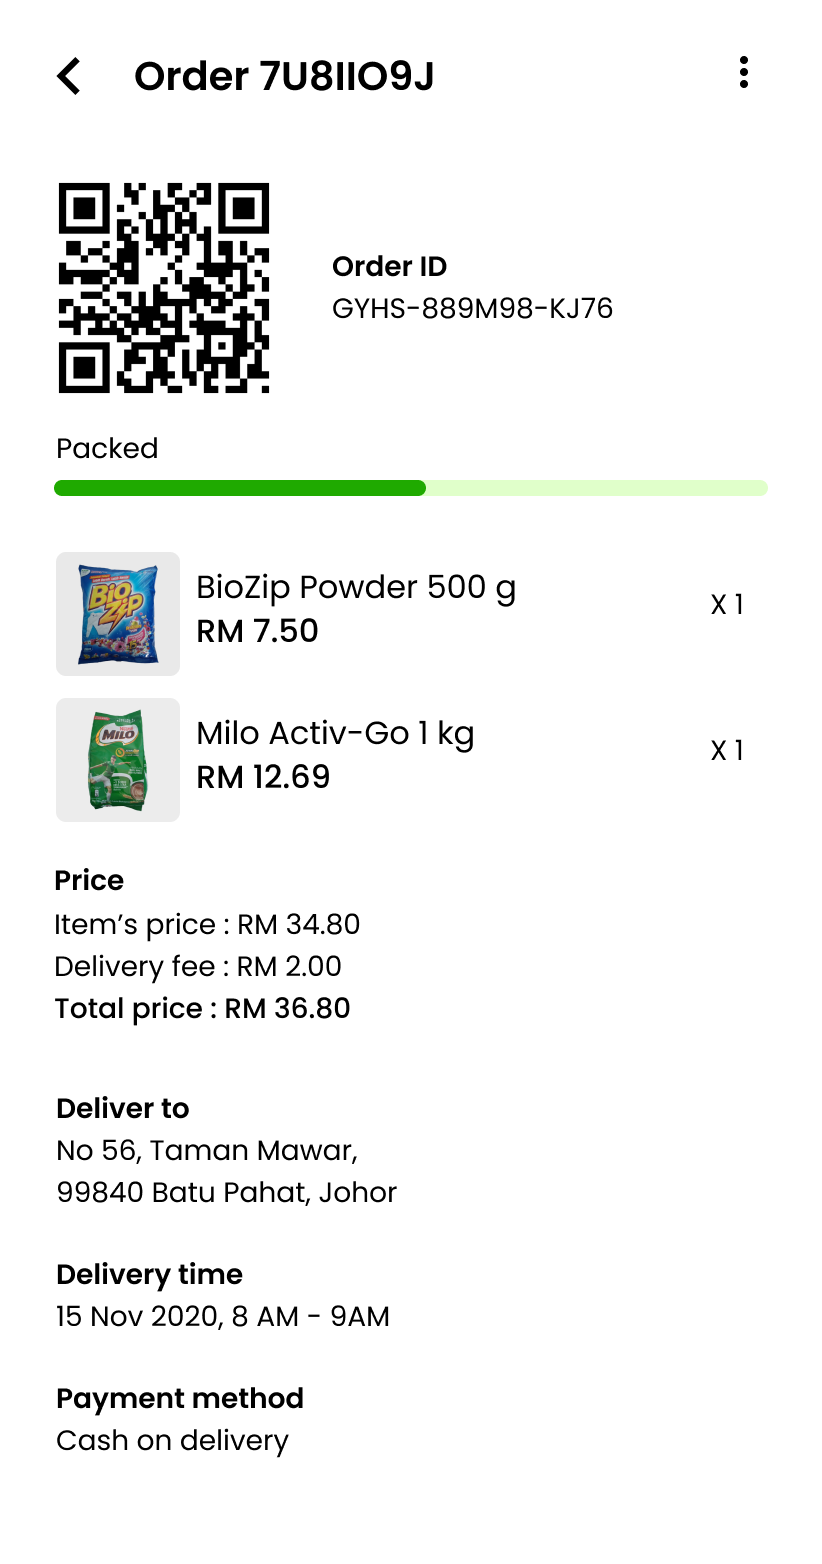 Order 7U8IIO9J
Order ID
GYHS-889M98-KJ76
Packed
BioZip Powder 500 g
RM 7.50
X 1
Bio
Zip
Milo Activ-Go 1 kg
RM 12.69
X 1
MILO
Price
Item’s price : RM 34.80
Delivery fee : RM 2.00
Total price : RM 36.80
Deliver to
No 56, Taman Mawar,
99840 Batu Pahat, Johor
Delivery time
15 Nov 2020, 8 AM - 9AM
Payment method
Cash on delivery